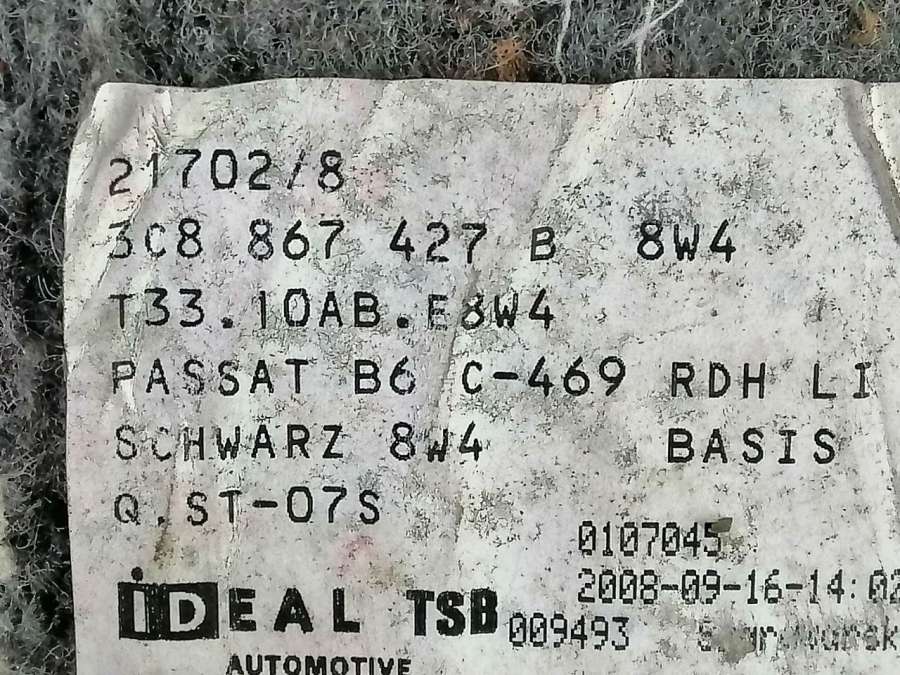 21702/8
3C8 867 427 B 8W4
T33.10AB.E8W4
PASSAT B6 C-469 RDH LI
SCHWARZ 8W4 BASIS
Q.ST-07S
0107045
2008-09-16-14:02
iDEAL TSB 009493
AUTOMOTIVE